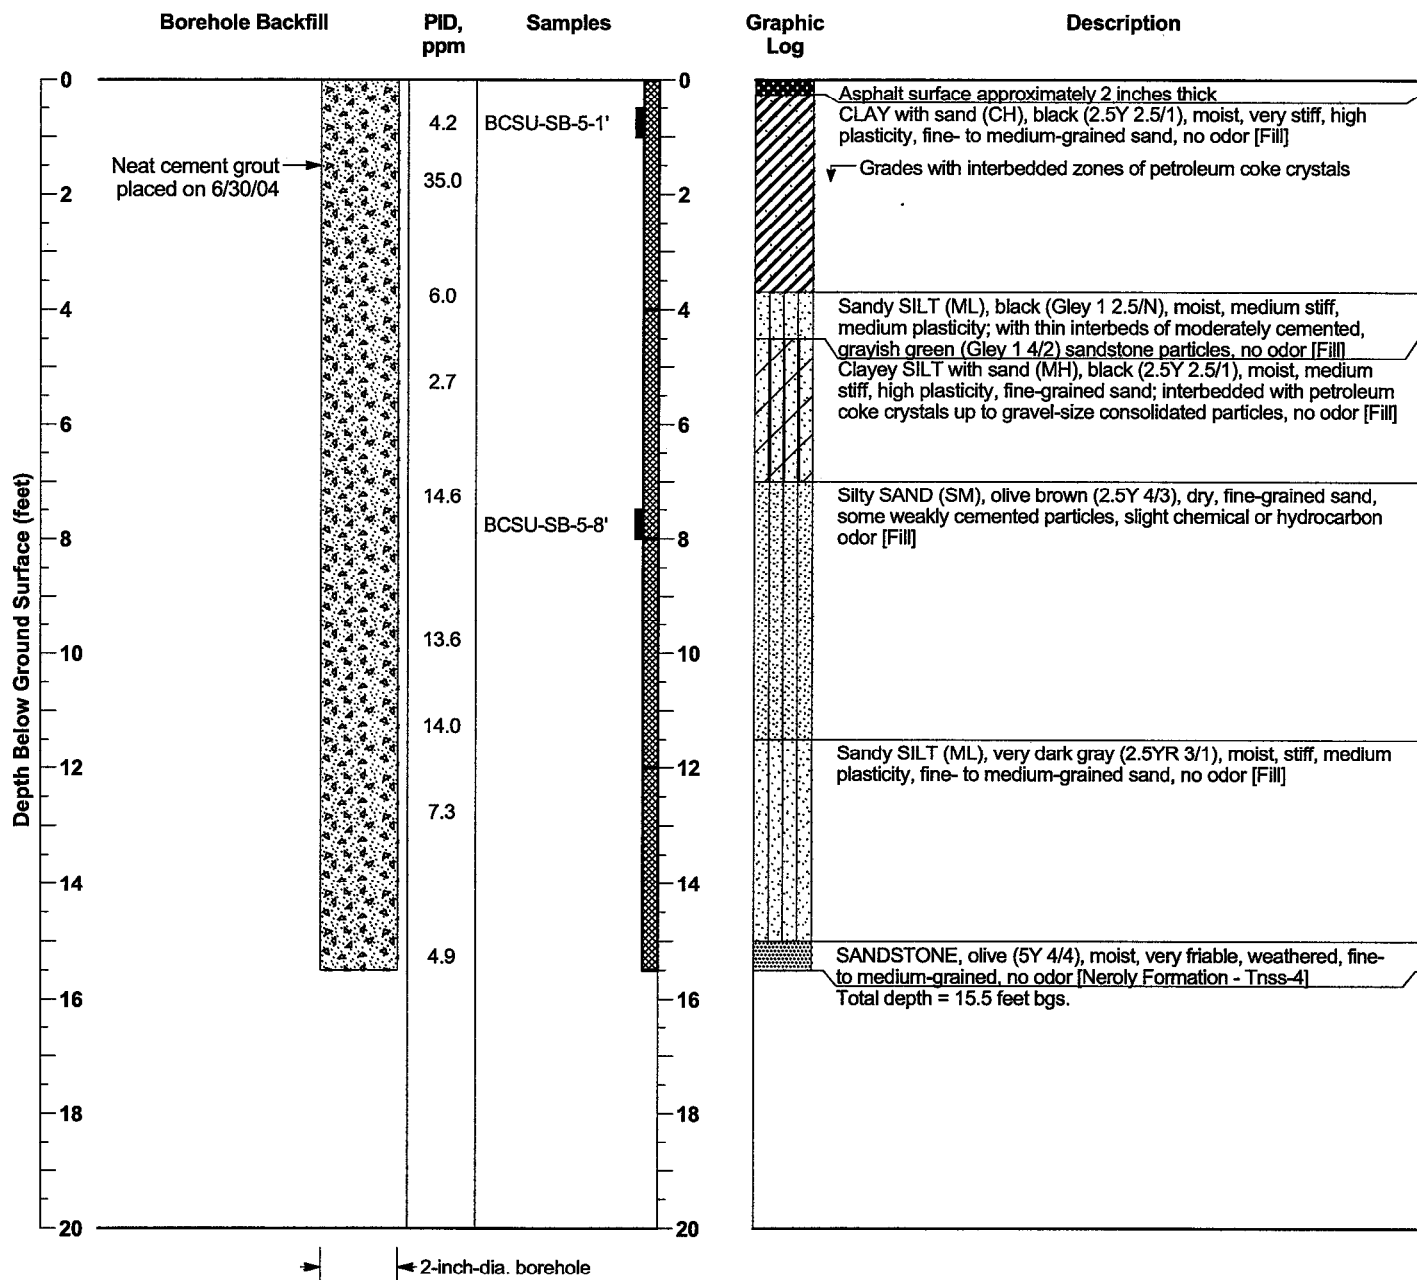 Borehole Backfill
PID,
ppm
Samples
Graphic
Log
Description
Depth Below Ground Surface (feet)
0
2
4
6
8
10
12
14
16
18
20
Neat cement grout
placed on 6/30/04
4.2
35.0
6.0
2.7
14.6
13.6
14.0
7.3
4.9
BCSU-SB-5-1'
BCSU-SB-5-8'
0
2
4
6
8
10
12
14
16
18
20
Asphalt surface approximately 2 inches thick
CLAY with sand (CH), black (2.5Y 2.5/1), moist, very stiff, high
plasticity, fine- to medium-grained sand, no odor [Fill]
Grades with interbedded zones of petroleum coke crystals
Sandy SILT (ML), black (Gley 1 2.5/N), moist, medium stiff,
medium plasticity; with thin interbeds of moderately cemented,
grayish green (Gley 1 4/2) sandstone particles, no odor [Fill]
Clayey SILT with sand (MH), black (2.5Y 2.5/1), moist, medium
stiff, high plasticity, fine-grained sand; interbedded with petroleum
coke crystals up to gravel-size consolidated particles, no odor [Fill]
Silty SAND (SM), olive brown (2.5Y 4/3), dry, fine-grained sand,
some weakly cemented particles, slight chemical or hydrocarbon
odor [Fill]
Sandy SILT (ML), very dark gray (2.5YR 3/1), moist, stiff, medium
plasticity, fine- to medium-grained sand, no odor [Fill]
SANDSTONE, olive (5Y 4/4), moist, very friable, weathered, fine-
to medium-grained, no odor [Neroly Formation - Tnss-4]
Total depth = 15.5 feet bgs.
2-inch-dia. borehole